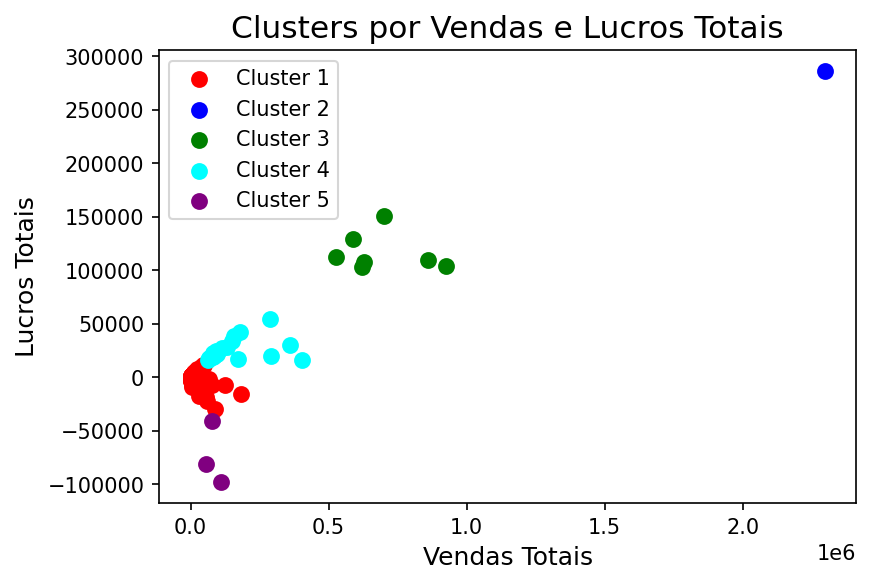 Clusters por Vendas e Lucros Totais
300000
250000
200000
150000
100000
50000
0
−50000
−100000
Lucros Totais
Cluster 1
Cluster 2
Cluster 3
Cluster 4
Cluster 5
0.0 0.5 1.0 1.5 2.0
1e6
Vendas Totais